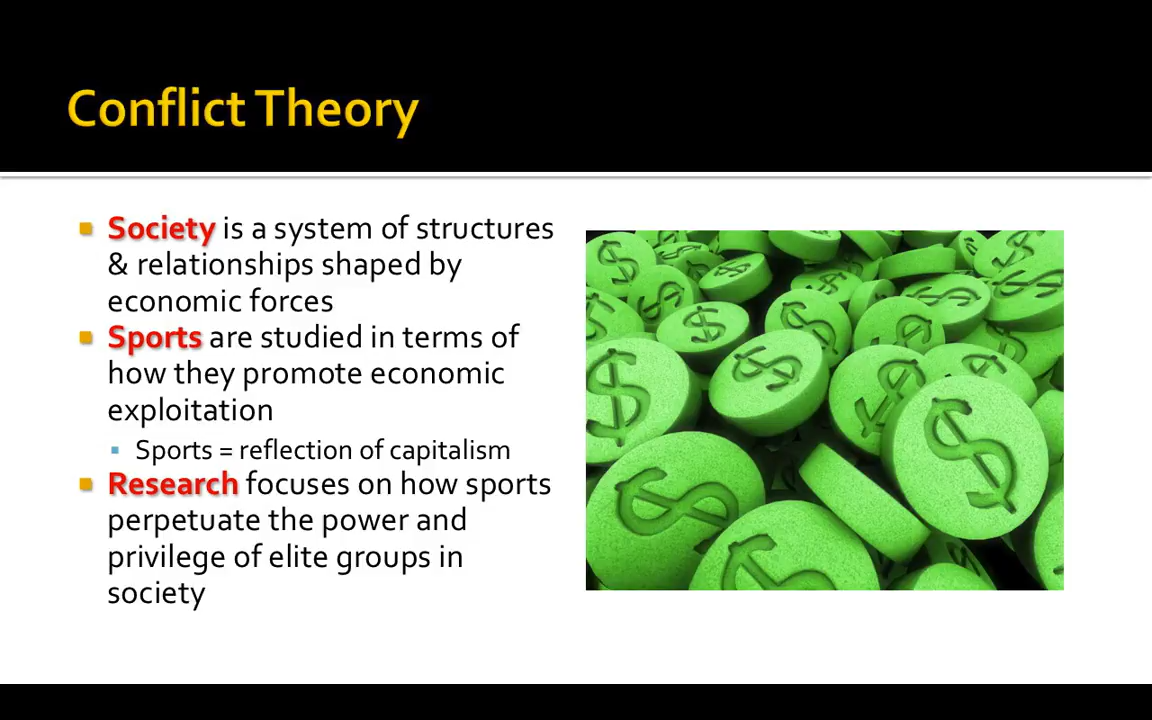 Conflict Theory
Society is a system of structures
& relationships shaped by
economic forces
Sports are studied in terms of
how they promote economic
exploitation
Sports = reflection of capitalism
Research focuses on how sports
perpetuate the power and
privilege of elite groups in
society